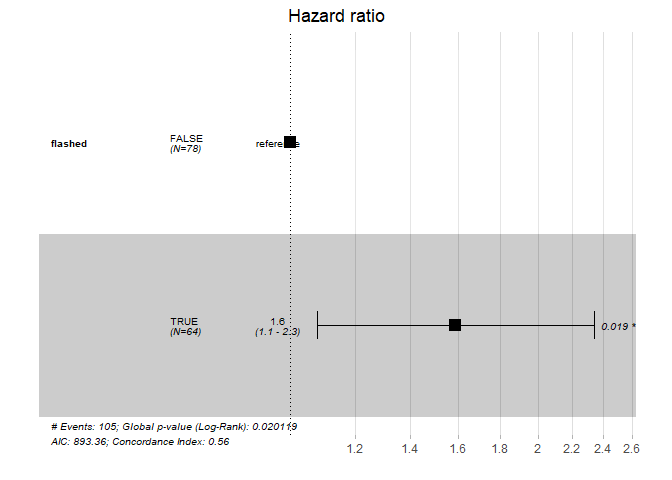 Hazard ratio
flashed FALSE reference
(N=78)
TRUE 1.6
(N=64) (1.1 - 2.3) 0.019 *
# Events: 105; Global p-value (Log-Rank): 0.020119
AIC: 893.36; Concordance Index: 0.56
1.2 1.4 1.6 1.8 2 2.2 2.4 2.6